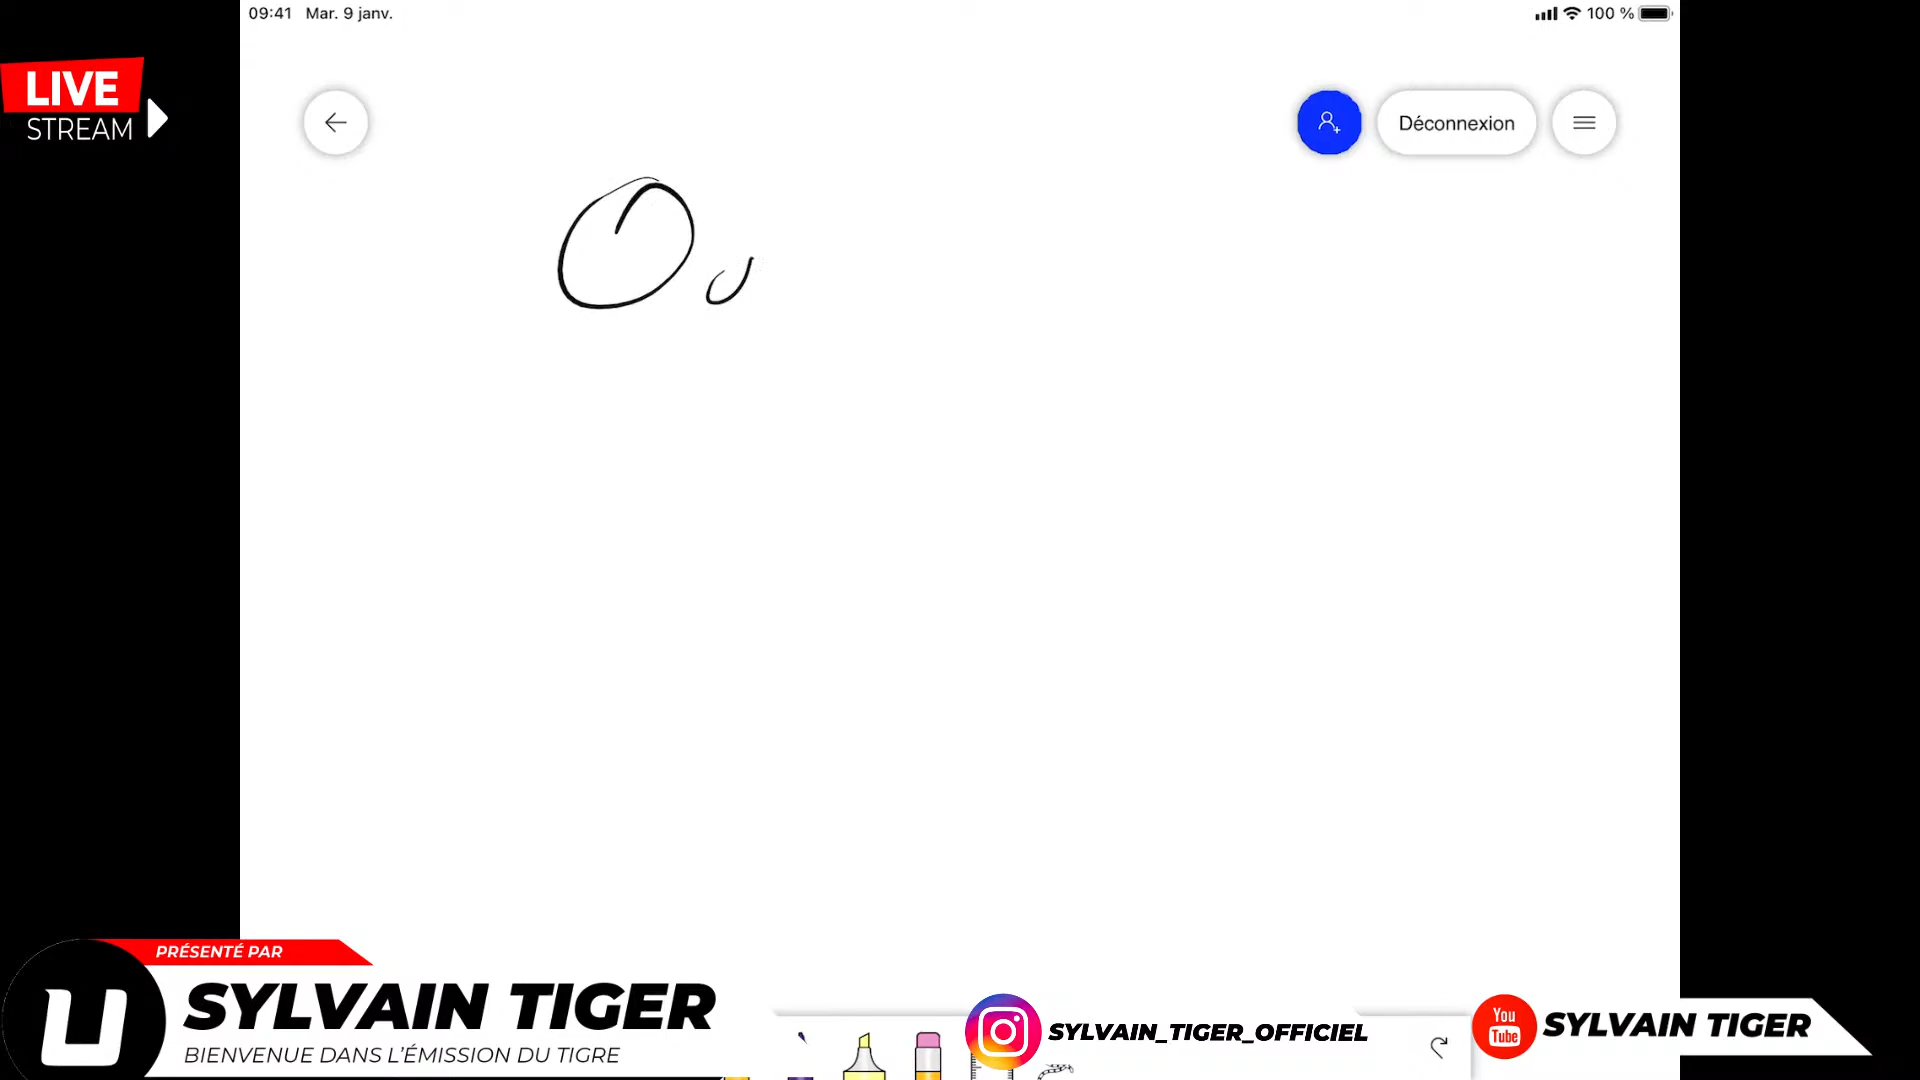 09:41 Mar. 9 janv.
100 %
LIVE
STREAM
Déconnexion
PRÉSENTÉ PAR
SYLVAIN TIGER
BIENVENUE DANS L'ÉMISSION DU TIGRE
SYLVAIN_TIGER_OFFICIEL
You
Tube
SYLVAIN TIGER